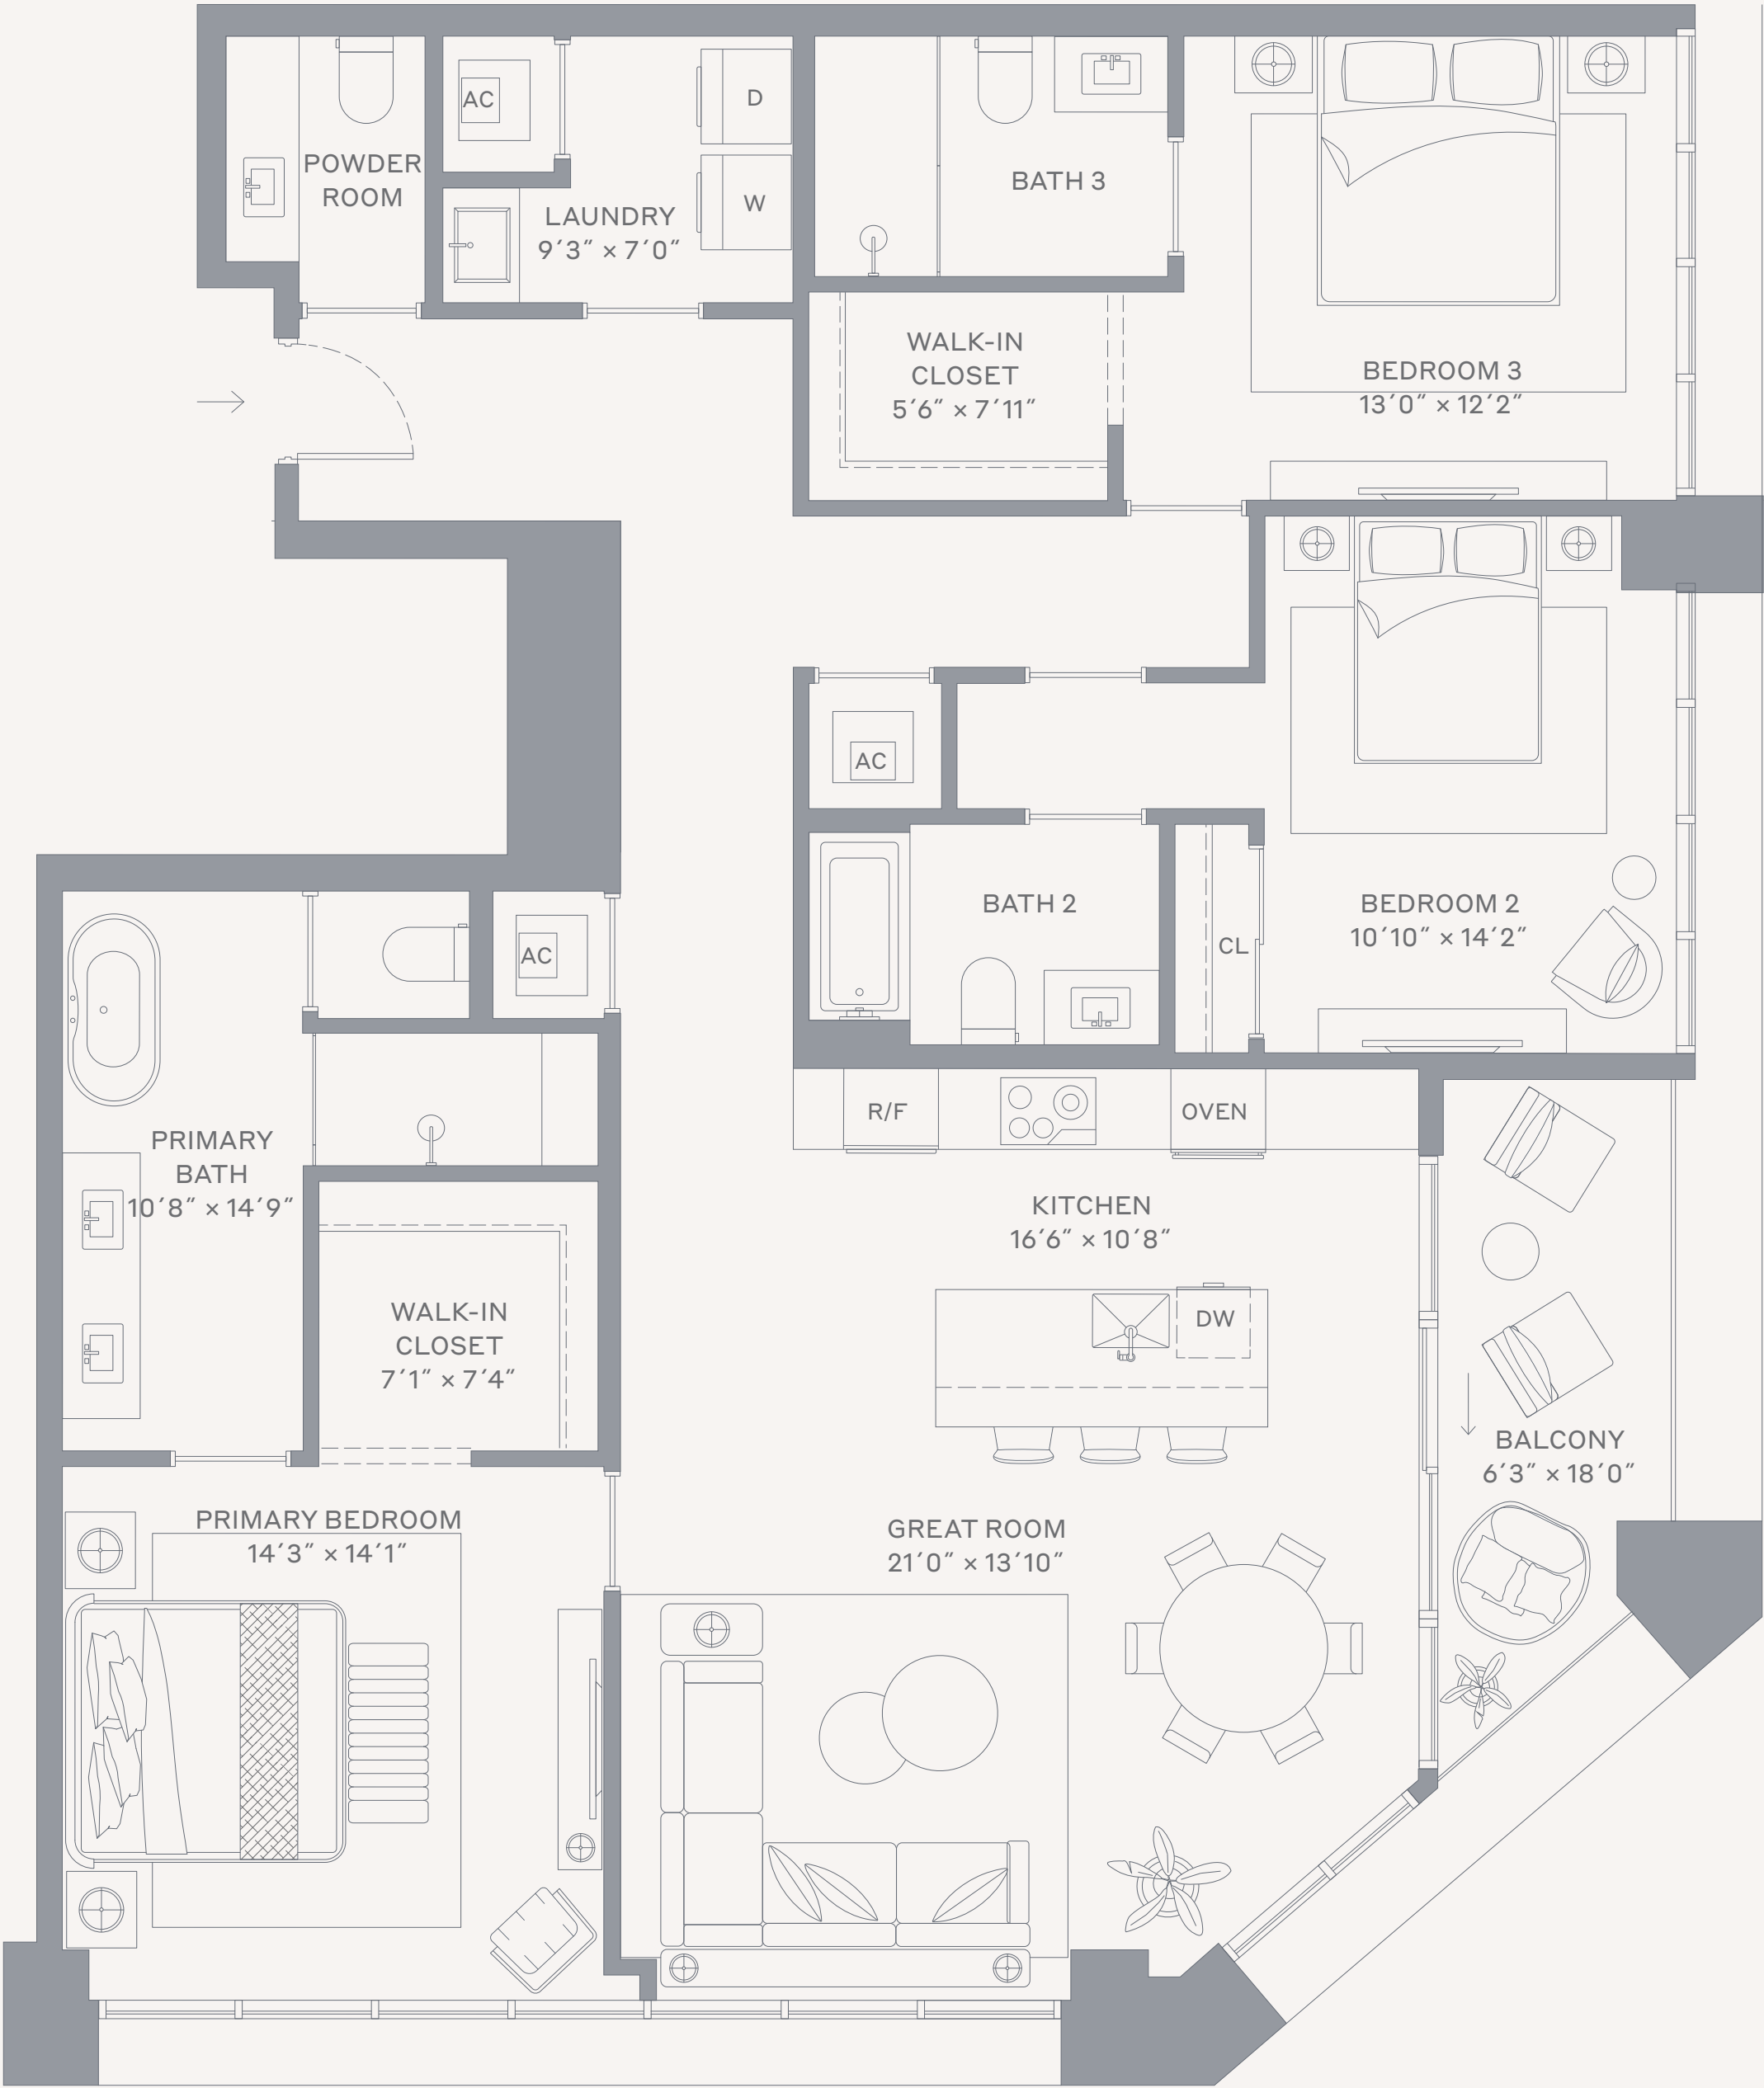 AC
D
POWDER
ROOM
W
LAUNDRY
9′3″ × 7′0″
BATH 3
WALK-IN
CLOSET
5′6″ × 7′11″
BEDROOM 3
13′0″ × 12′2″
AC
BATH 2
CL
BEDROOM 2
10′10″ × 14′2″
AC
R/F
OVEN
PRIMARY
BATH
10′8″ × 14′9″
KITCHEN
16′6″ × 10′8″
WALK-IN
CLOSET
7′1″ × 7′4″
DW
BALCONY
6′3″ × 18′0″
PRIMARY BEDROOM
14′3″ × 14′1″
GREAT ROOM
21′0″ × 13′10″